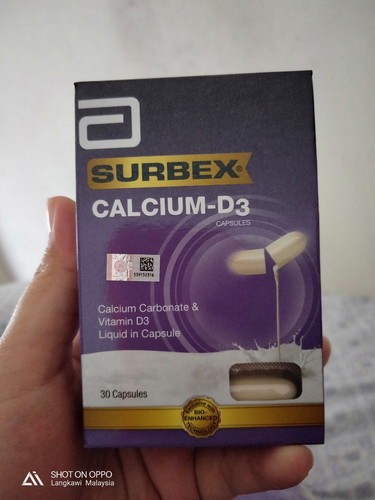 SURBEX®
CALCIUM-D3
CAPSULES
Calcium Carbonate &
Vitamin D3
Liquid in Capsule
30 Capsules
BIO-
ENHANCED
SHOT ON OPPO
Langkawi Malaysia